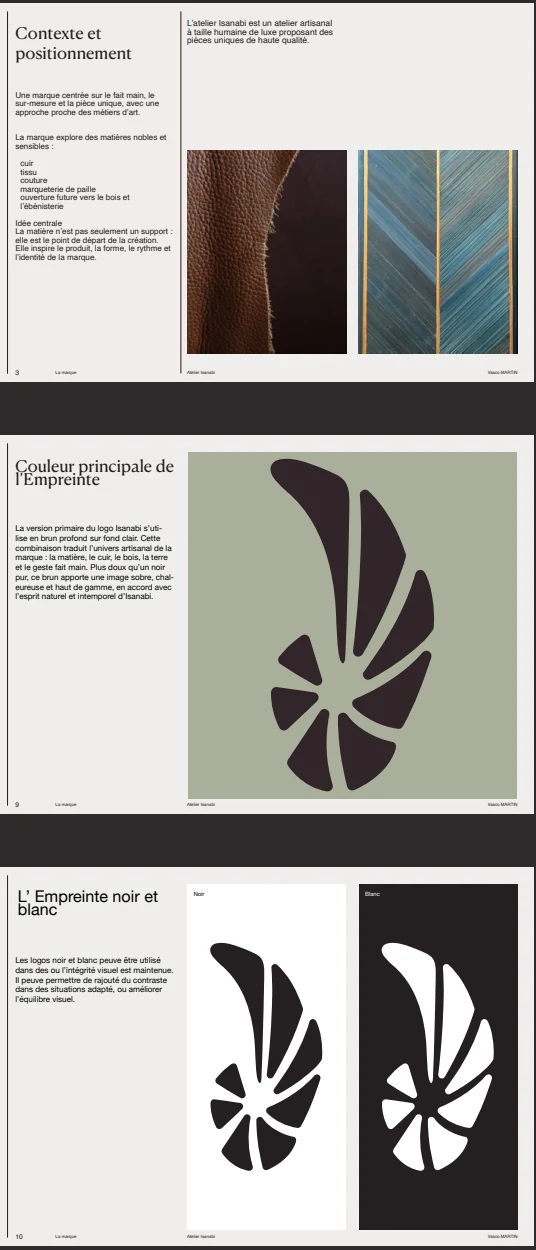 Contexte et
positionnement
Une marque centrée sur le fait main, le
sur-mesure et la pièce unique, avec une
approche proche des métiers d'art.
La marque explore des matières nobles et
sensibles :
cuir
tissu
couture
marqueterie de paille
ouverture future vers le bois et
l'ébénisterie
Idée centrale
La matière n'est pas seulement un support :
elle est le point de départ de la création.
Elle inspire le produit, la forme, le rythme et
l'identité de la marque.
L'atelier Isanabi est un atelier artisanal
à taille humaine de luxe proposant des
pièces uniques de haute qualité.
3 La marque Atelier Isanabi Vasco MARTIN
Couleur principale de
l'Empreinte
La version primaire du logo Isanabi s'uti-
lise en brun profond sur fond clair. Cette
combinaison traduit l'univers artisanal de la
marque : la matière, le cuir, le bois, la terre
et le geste fait main. Plus doux qu'un noir
pur, ce brun apporte une image sobre, chal-
eureuse et haut de gamme, en accord avec
l'esprit naturel et intemporel d'Isanabi.
9 La marque Atelier Isanabi Vasco MARTIN
L' Empreinte noir et
blanc
Les logos noir et blanc peuve être utilisé
dans des ou l'intégrité visuel est maintenue.
Il peuve permettre de rajouté du contraste
dans des situations adapté, ou améliorer
l'équilibre visuel.
Noir
Blanc
10 La marque Atelier Isanabi Vasco MARTIN